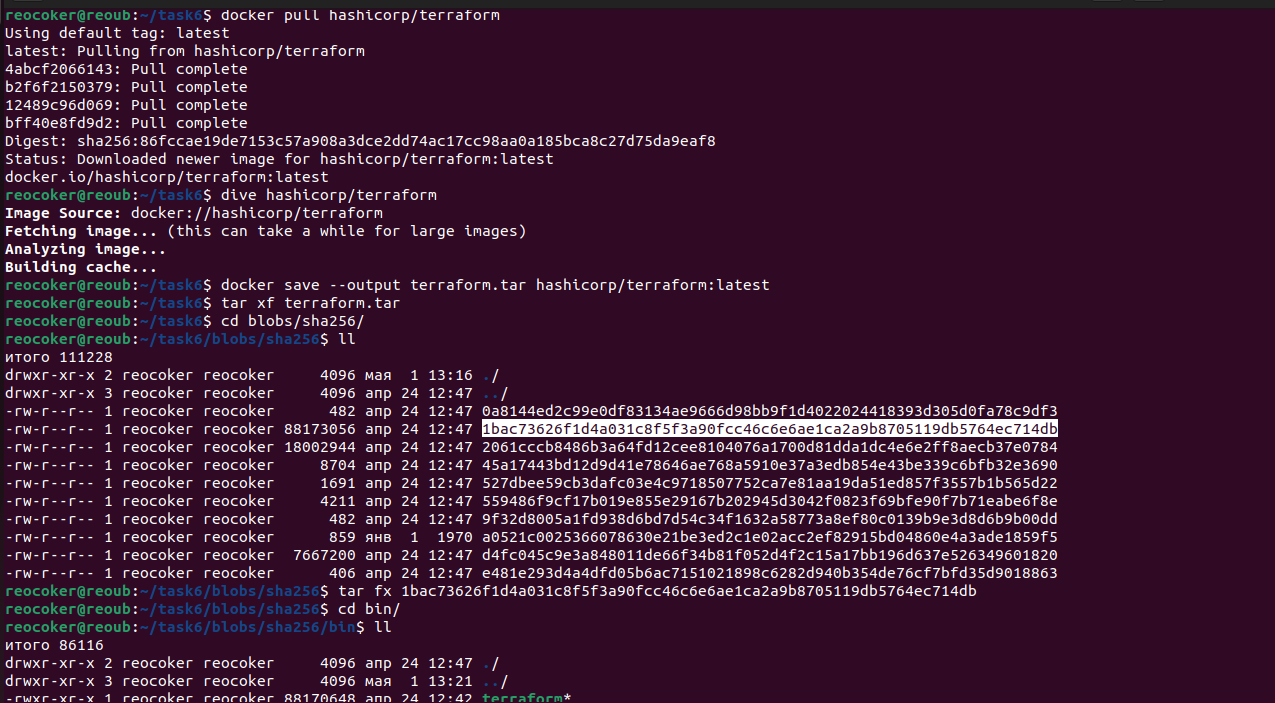 reocoker@reoub:~/task6$ docker pull hashicorp/terraform
Using default tag: latest
latest: Pulling from hashicorp/terraform
4abcf2066143: Pull complete
b2f6f2150379: Pull complete
12489c96d069: Pull complete
bff40e8fd9d2: Pull complete
Digest: sha256:86fccae19de7153c57a908a3dce2dd74ac17cc98aa0a185bca8c27d75da9eaf8
Status: Downloaded newer image for hashicorp/terraform:latest
docker.io/hashicorp/terraform:latest
reocoker@reoub:~/task6$ dive hashicorp/terraform
Image Source: docker://hashicorp/terraform
Fetching image... (this can take a while for large images)
Analyzing image...
Building cache...
reocoker@reoub:~/task6$ docker save --output terraform.tar hashicorp/terraform:latest
reocoker@reoub:~/task6$ tar xf terraform.tar
reocoker@reoub:~/task6$ cd blobs/sha256/
reocoker@reoub:~/task6/blobs/sha256$ ll
итого 111228
drwxr-xr-x 2 reocoker reocoker     4096 мая  1 13:16 ./
drwxr-xr-x 3 reocoker reocoker     4096 апр 24 12:47 ../
-rw-r--r-- 1 reocoker reocoker      482 апр 24 12:47 0a8144ed2c99e0df83134ae9666d98bb9f1d4022024418393d305d0fa78c9df3
-rw-r--r-- 1 reocoker reocoker 88173056 апр 24 12:47 1bac73626f1d4a031c8f5f3a90fcc46c6e6ae1ca2a9b8705119db5764ec714db
-rw-r--r-- 1 reocoker reocoker 18002944 апр 24 12:47 2061cccb8486b3a64fd12cee8104076a1700d81dda1dc4e6e2ff8aecb37e0784
-rw-r--r-- 1 reocoker reocoker     8704 апр 24 12:47 45a17443bd12d9d41e78646ae768a5910e37a3edb854e43be339c6bfb32e3690
-rw-r--r-- 1 reocoker reocoker     1691 апр 24 12:47 527dbee59cb3dafc03e4c9718507752ca7e81aa19da51ed857f3557b1b565d22
-rw-r--r-- 1 reocoker reocoker     4211 апр 24 12:47 559486f9cf17b019e855e29167b202945d3042f0823f69bfe90f7b71eabe6f8e
-rw-r--r-- 1 reocoker reocoker      482 апр 24 12:47 9f32d8005a1fd938d6bd7d54c34f1632a58773a8ef80c0139b9e3d8d6b9b00dd
-rw-r--r-- 1 reocoker reocoker      859 янв  1  1970 a0521c0025366078630e21be3ed2c1e02acc2ef82915bd04860e4a3ade1859f5
-rw-r--r-- 1 reocoker reocoker  7667200 апр 24 12:47 d4fc045c9e3a848011de66f34b81f052d4f2c15a17bb196d637e526349601820
-rw-r--r-- 1 reocoker reocoker      406 апр 24 12:47 e481e293d4a4dfd05b6ac7151021898c6282d940b354de76cf7bfd35d9018863
reocoker@reoub:~/task6/blobs/sha256$ tar fx 1bac73626f1d4a031c8f5f3a90fcc46c6e6ae1ca2a9b8705119db5764ec714db
reocoker@reoub:~/task6/blobs/sha256$ cd bin/
reocoker@reoub:~/task6/blobs/sha256/bin$ ll
итого 86116
drwxr-xr-x 2 reocoker reocoker     4096 апр 24 12:47 ./
drwxr-xr-x 3 reocoker reocoker     4096 мая  1 13:21 ../
-rwxr-xr-x 1 reocoker reocoker 88170648 апр 24 12:42 terraform*